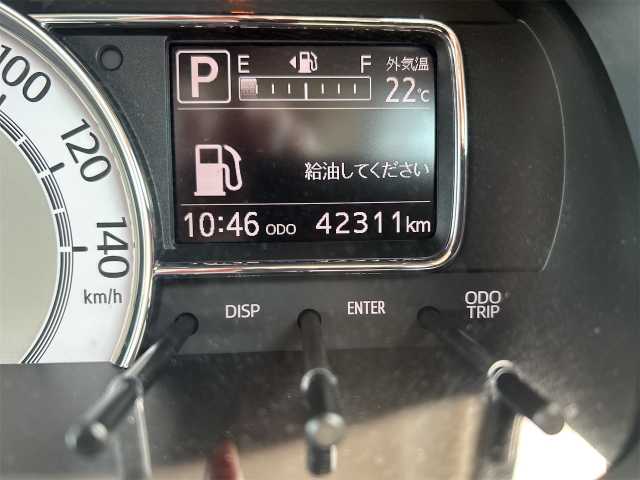 100
120
140
km/h
P
E F
外気温
22℃
給油してください
10:46 ODO 42311km
DISP
ENTER
ODO
TRIP